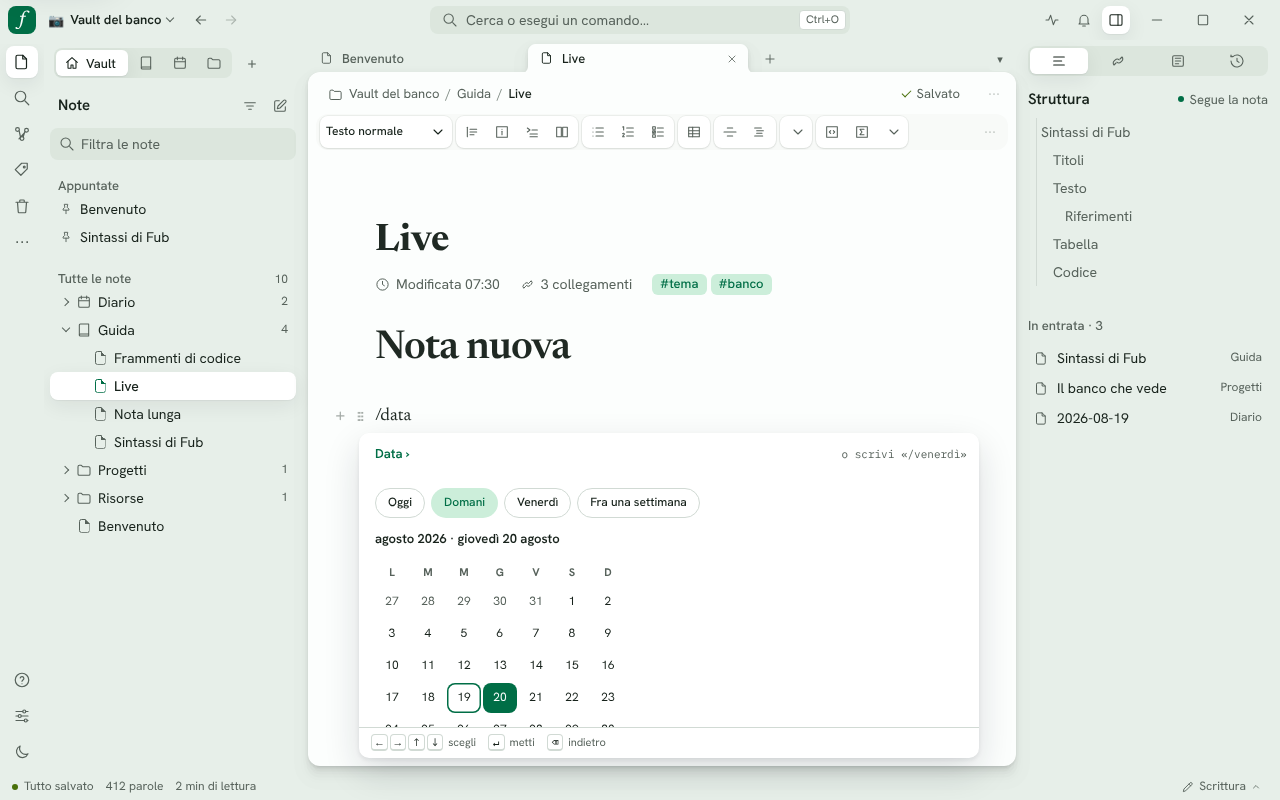 Vault del banco
Cerca o esegui un comando...
Ctrl+O
Vault
Note
Filtra le note
Appuntate
Benvenuto
Sintassi di Fub
Tutte le note 10
Diario 2
Guida 4
Frammenti di codice
Live
Nota lunga
Sintassi di Fub
Progetti 1
Risorse 1
Benvenuto
Benvenuto
Live
Vault del banco / Guida / Live
Salvato
Testo normale
Live
Modificata 07:30
3 collegamenti
#tema
#banco
Nota nuova
/data
Data ›
o scrivi «/venerdì»
Oggi
Domani
Venerdì
Fra una settimana
agosto 2026 · giovedì 20 agosto
L M M G V S D
27 28 29 30 31 1 2
3 4 5 6 7 8 9
10 11 12 13 14 15 16
17 18 19 20 21 22 23
← → ↑ ↓ scegli ↵ metti ⌫ indietro
Struttura
Segue la nota
Sintassi di Fub
Titoli
Testo
Riferimenti
Tabella
Codice
In entrata · 3
Sintassi di Fub Guida
Il banco che vede Progetti
2026-08-19 Diario
Tutto salvato 412 parole 2 min di lettura
Scrittura